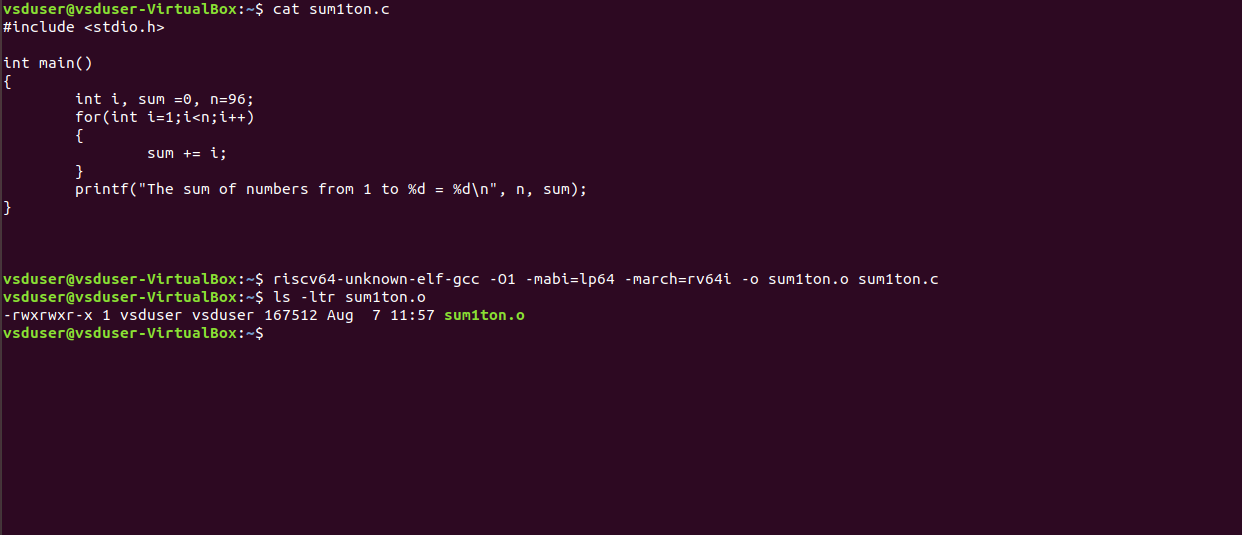 vsduser@vsduser-VirtualBox:~$ cat sum1ton.c
#include <stdio.h>
int main()
{
        int i, sum =0, n=96;
        for(int i=1;i<n;i++)
        {
                sum += i;
        }
        printf("The sum of numbers from 1 to %d = %d\n", n, sum);
}
vsduser@vsduser-VirtualBox:~$ riscv64-unknown-elf-gcc -O1 -mabi=lp64 -march=rv64i -o sum1ton.o sum1ton.c
vsduser@vsduser-VirtualBox:~$ ls -ltr sum1ton.o
-rwxrwxr-x 1 vsduser vsduser 167512 Aug  7 11:57 sum1ton.o
vsduser@vsduser-VirtualBox:~$